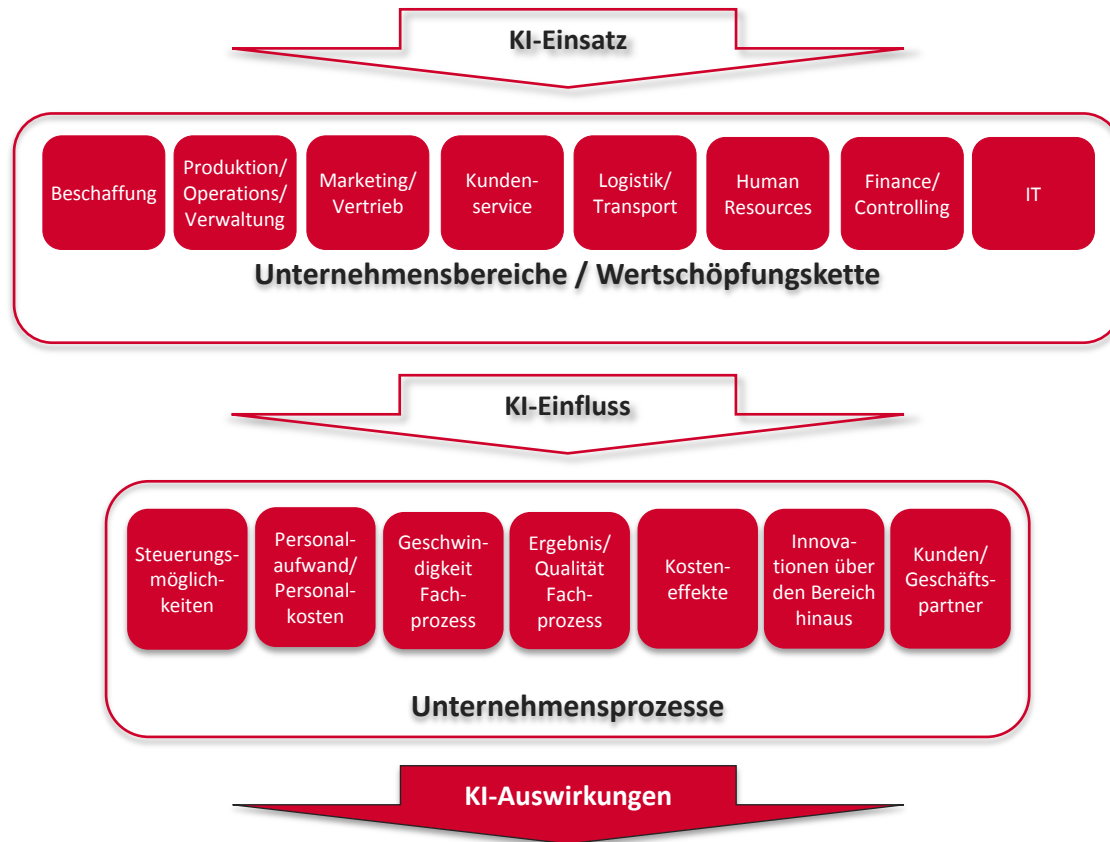 KI-Einsatz
Beschaffung
Produktion/
Operations/
Verwaltung
Marketing/
Vertrieb
Kunden-
service
Logistik/
Transport
Human
Resources
Finance/
Controlling
IT
Unternehmensbereiche / Wertschöpfungskette
KI-Einfluss
Steuerungs-
möglich-
keiten
Personal-
aufwand/
Personal-
kosten
Geschwin-
digkeit
Fach-
prozess
Ergebnis/
Qualität
Fach-
prozess
Kosten-
effekte
Innova-
tionen über
den Bereich
hinaus
Kunden/
Geschäfts-
partner
Unternehmensprozesse
KI-Auswirkungen